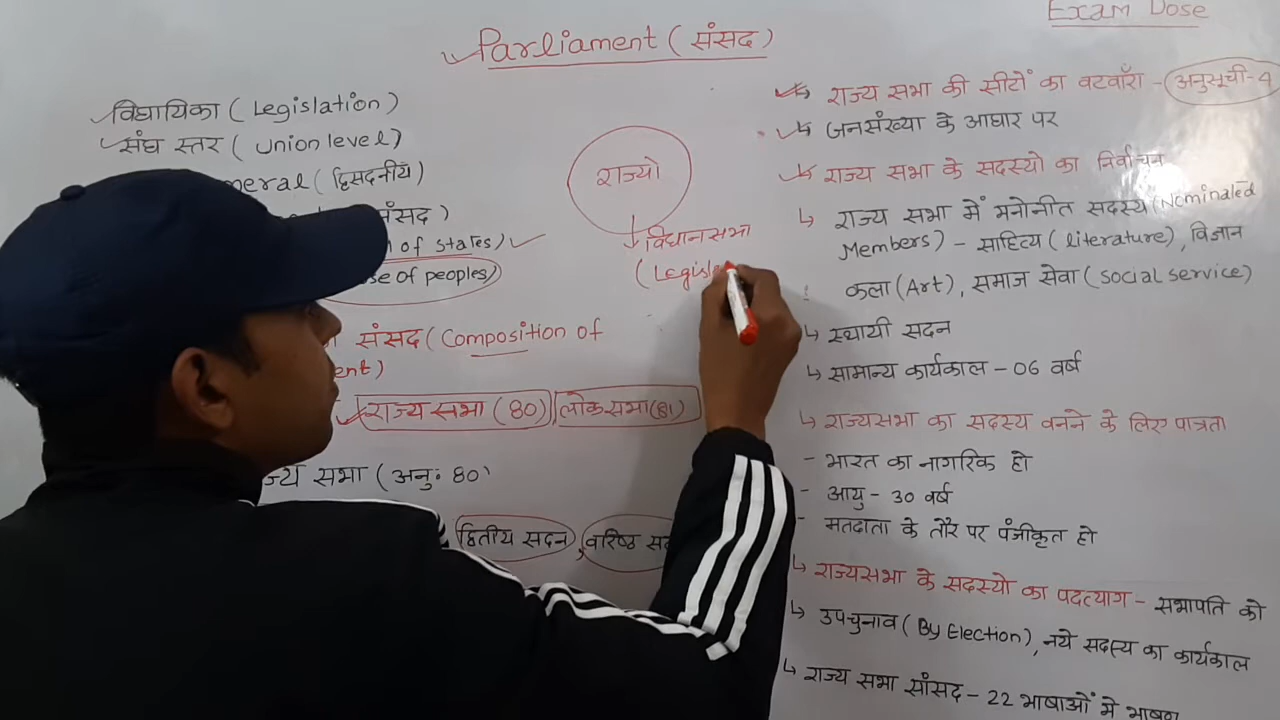 Exam Dose
Parliament (संसद)
विधायिका (Legislation)
संघ स्तर (Union level)
meral (द्विसदनीय)
संसद)
of states)
se of peoples)
संसद (Composition of
ent)
राज्य सभा (80) लोकसभा (81)
ज्य सभा (अनु: 80)
द्वितीय सदन, वरिष्ठ स
राज्यो
विधानसभा
(Legisl
राज्य सभा की सीटों का वटवाँरा - अनुसूची-4
जनसंख्या के आधार पर
राज्य सभा के सदस्यो का निर्वाचन
राज्य सभा में मनोनीत सदस्य (Nominated
Members) - साहित्य (literature), विज्ञान
कला (Art), समाज सेवा (social service)
स्थायी सदन
सामान्य कार्यकाल - 06 वर्ष
राज्यसभा का सदस्य वनने के लिए पात्रता
- भारत का नागरिक हो
- आयु - 30 वर्ष
- मतदाता के तौर पर पंजीकृत हो
राज्यसभा के सदस्यो का पदत्याग - सभापति को
उपचुनाव (By Election), नये सदस्य का कार्यकाल
राज्य सभा सांसद - 22 भाषाओं मे भाषण